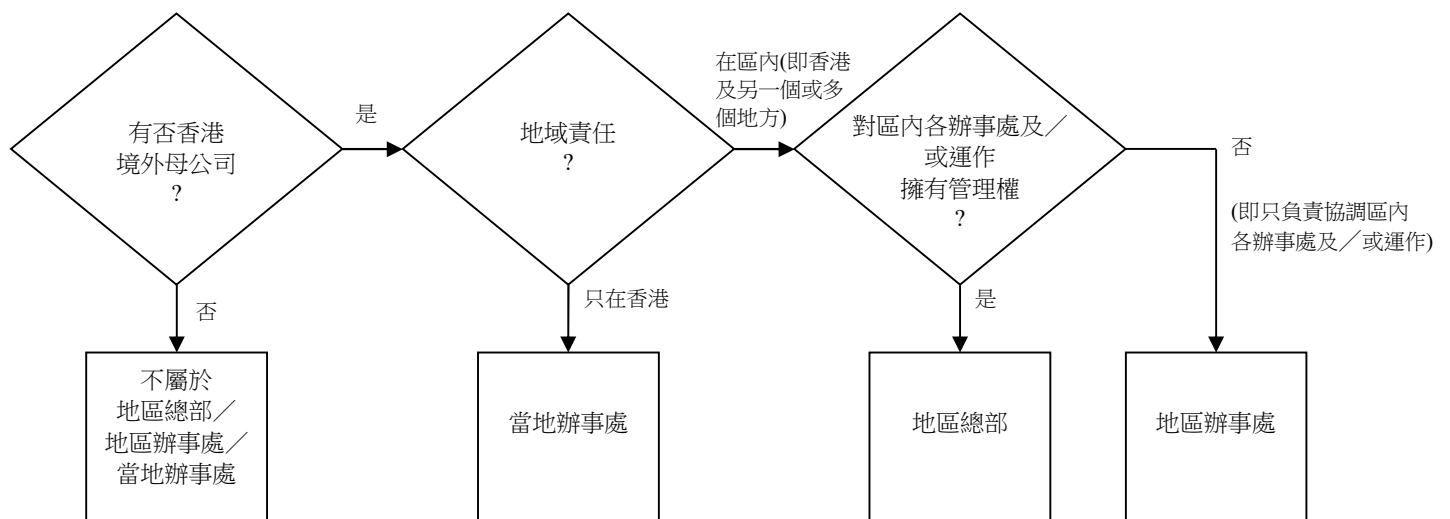 有否香港
境外母公司
?
是
否
不屬於
地區總部／
地區辦事處／
當地辦事處
地域責任
?
在區內(即香港
及另一個或多
個地方)
只在香港
當地辦事處
對區內各辦事處及／
或運作
擁有管理權
?
是
地區總部
否
(即只負責協調區內
各辦事處及／或運作)
地區辦事處